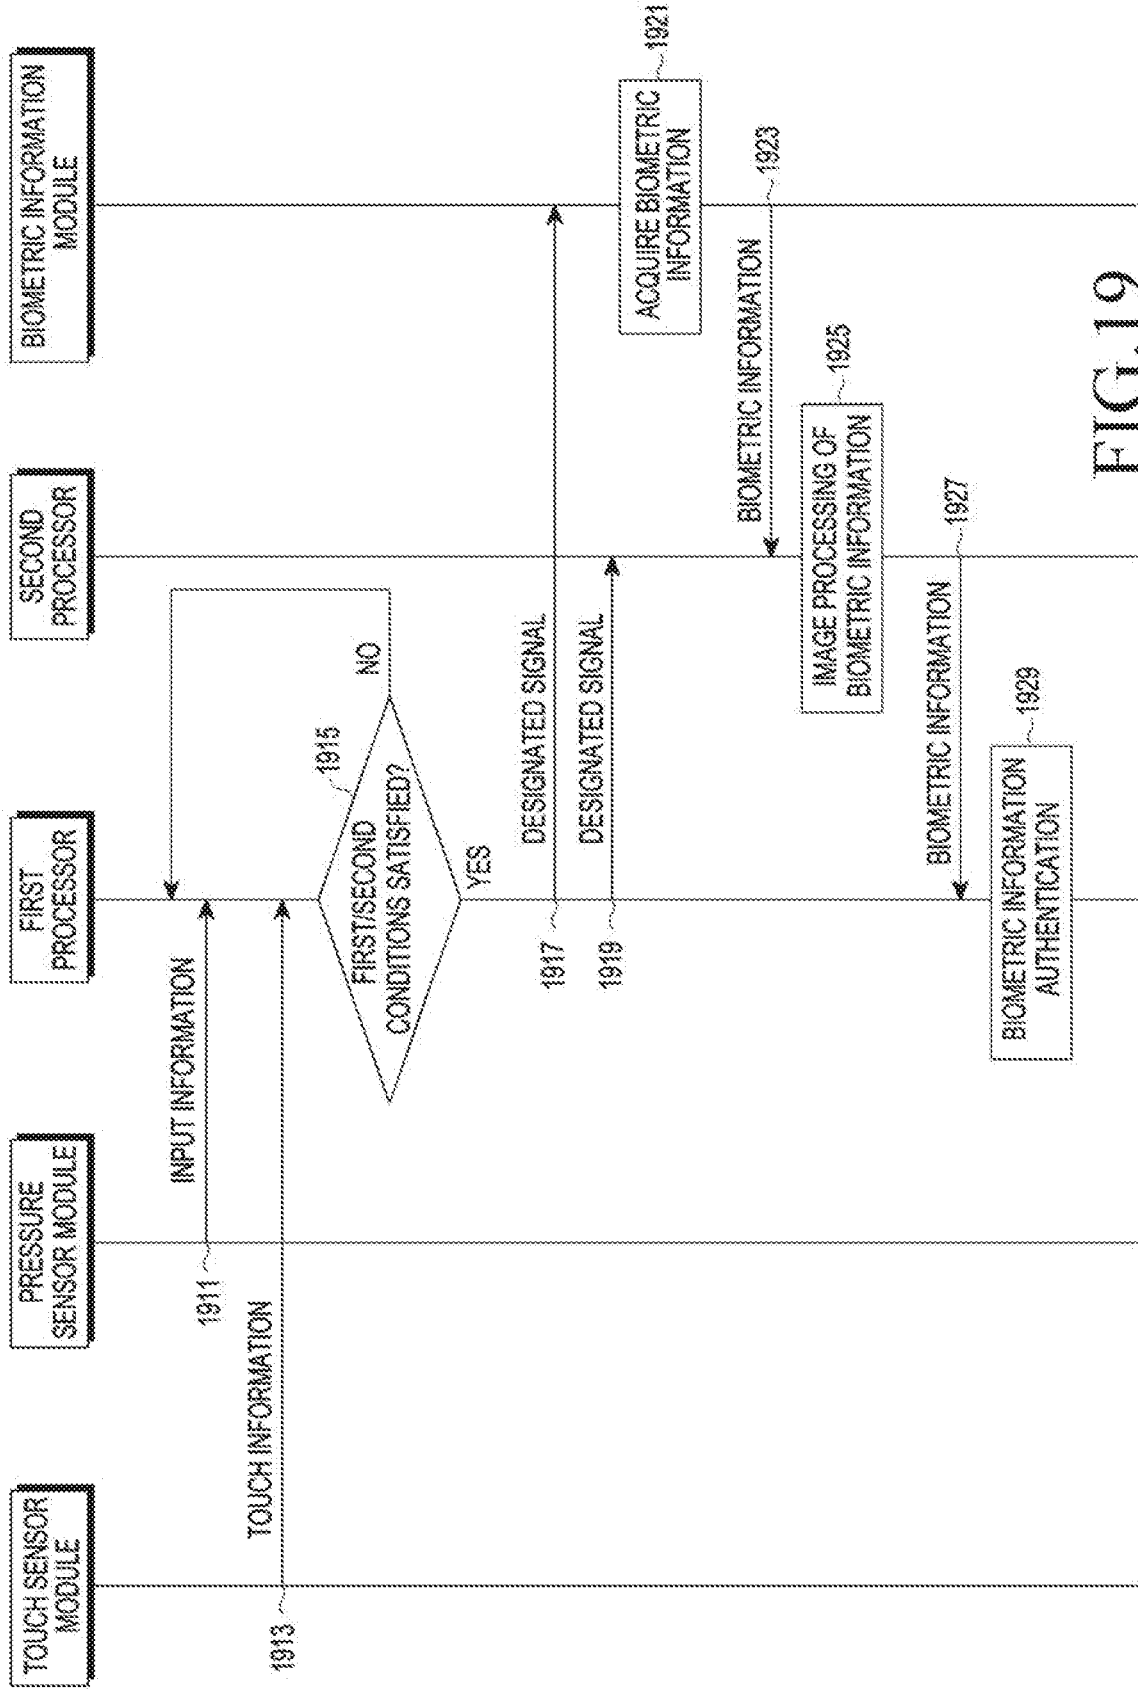 TOUCH SENSOR
MODULE
PRESSURE
SENSOR MODULE
FIRST
PROCESSOR
SECOND
PROCESSOR
BIOMETRIC INFORMATION
MODULE
INPUT INFORMATION
1911
TOUCH INFORMATION
1913
1915
FIRST/SECOND
CONDITIONS SATISFIED?
NO
YES
DESIGNATED SIGNAL
1917
DESIGNATED SIGNAL
1919
ACQUIRE BIOMETRIC
INFORMATION
1921
BIOMETRIC INFORMATION
1923
IMAGE PROCESSING OF
BIOMETRIC INFORMATION
1925
BIOMETRIC INFORMATION
1927
BIOMETRIC INFORMATION
AUTHENTICATION
1929
FIG.19